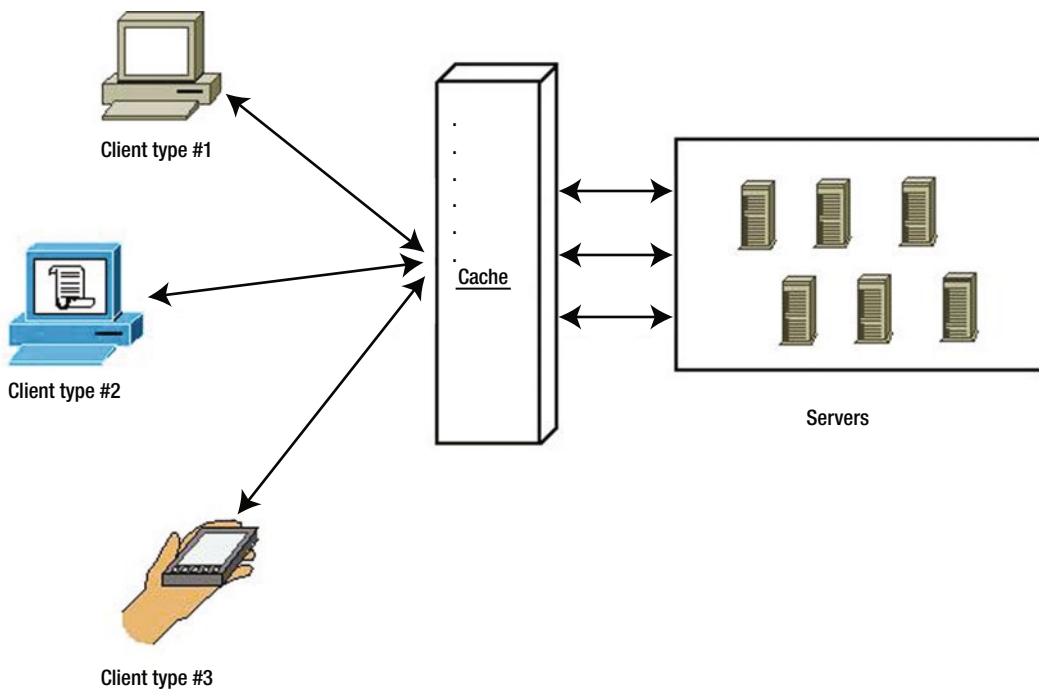 Client type #1
Cache
Client type #2
Servers
Client type #3